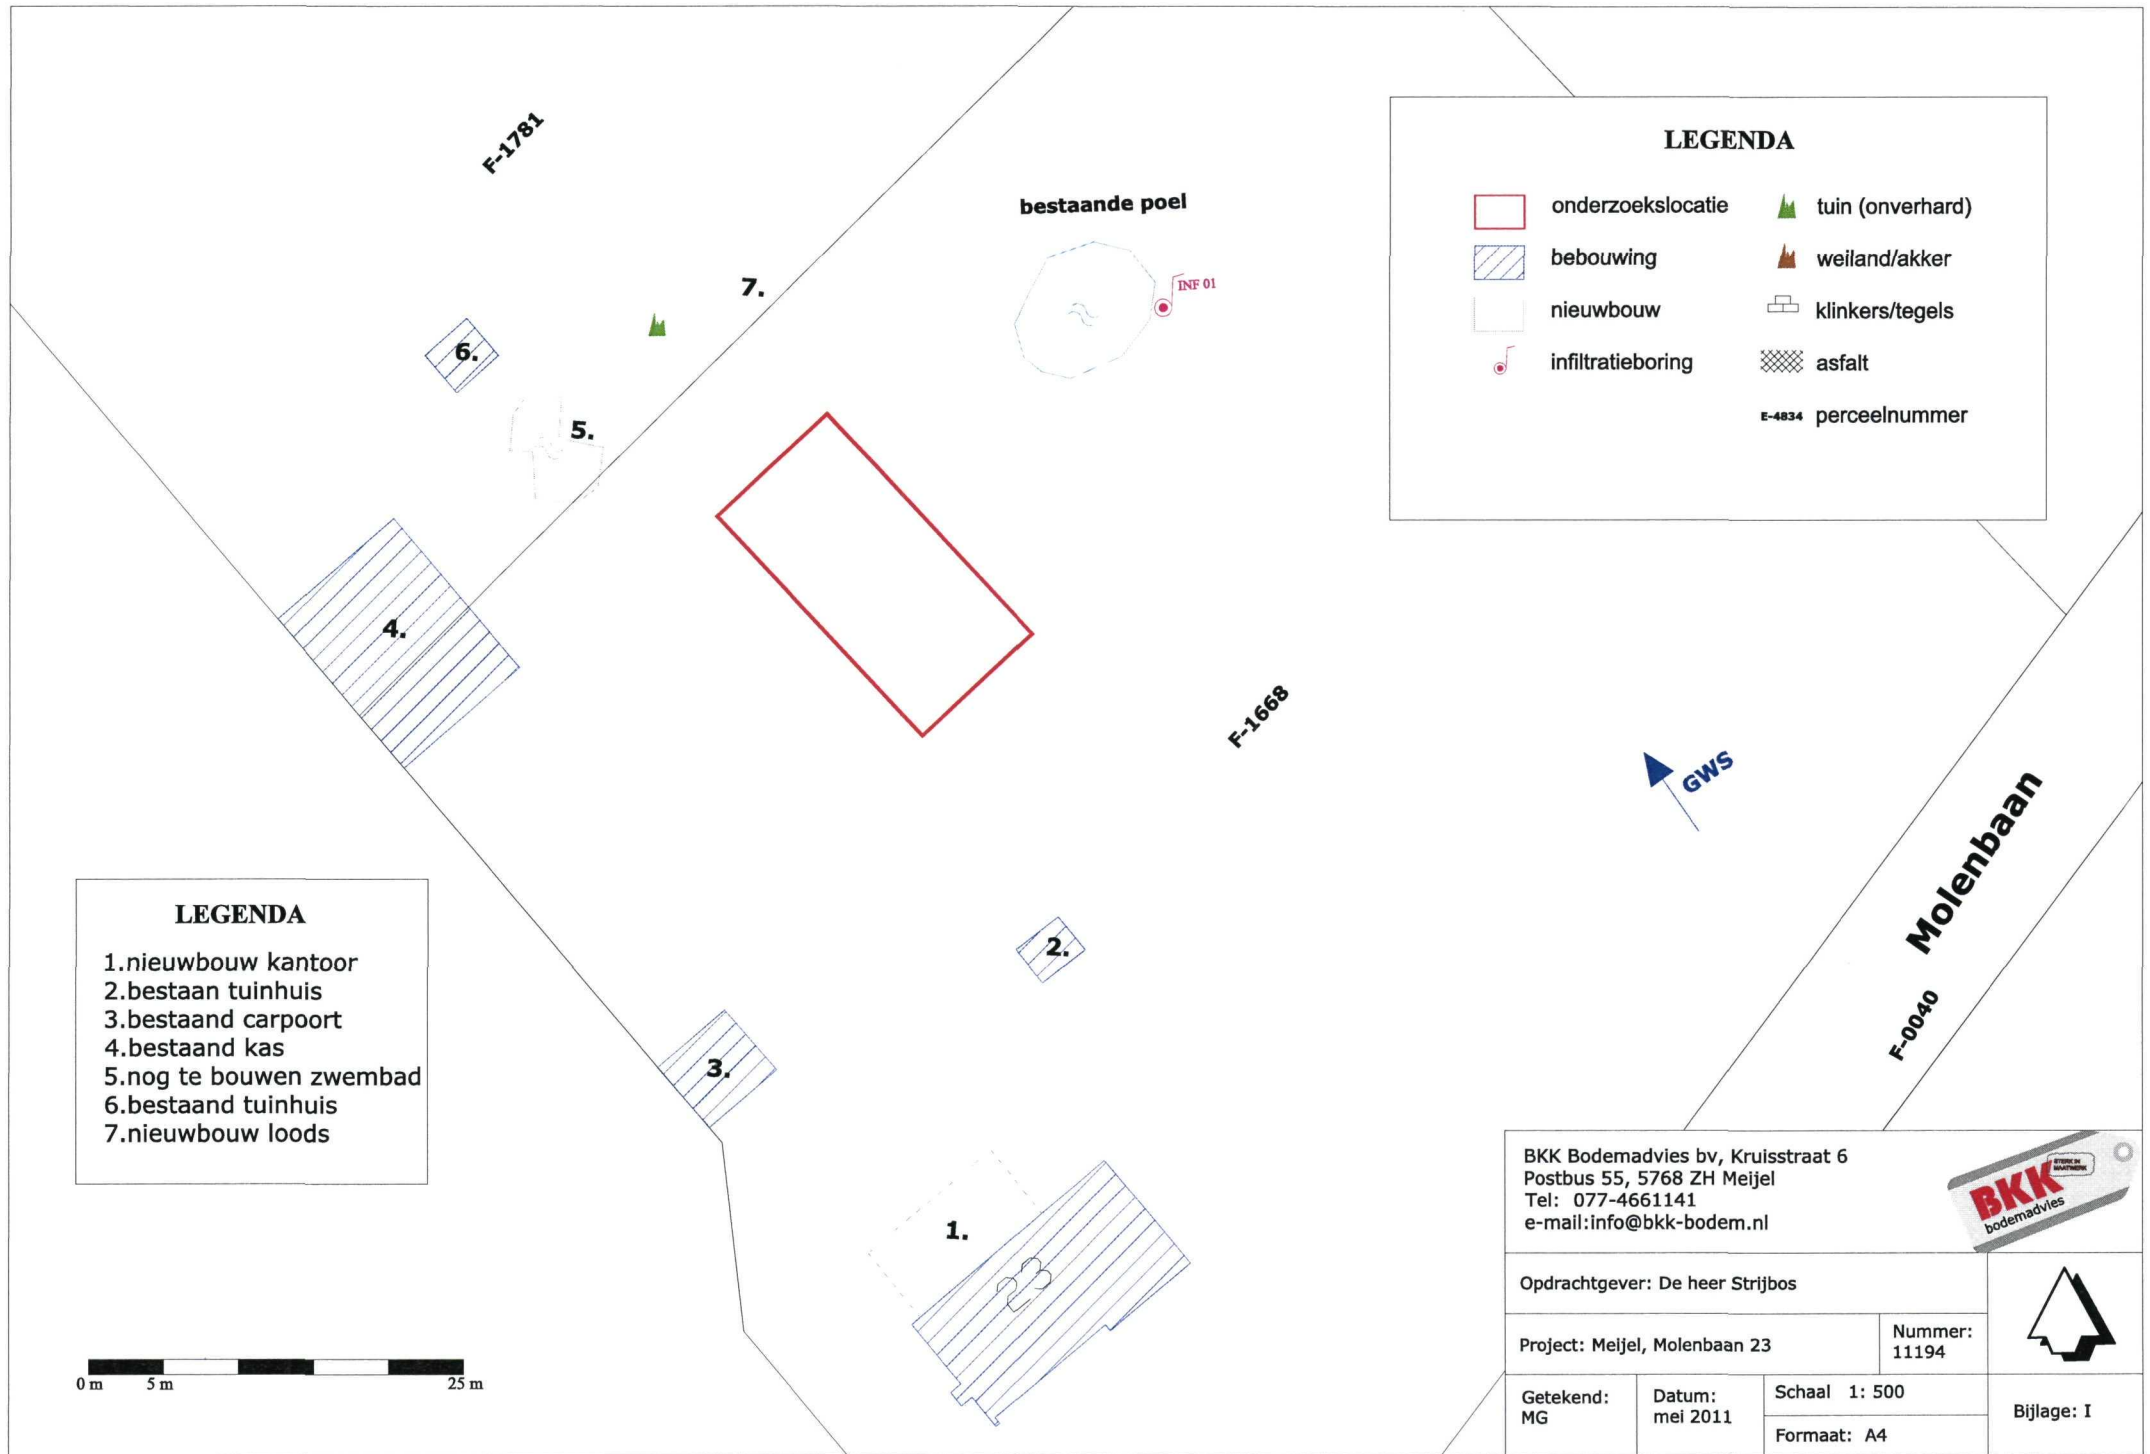 F-1781
bestaande poel
INF 01
7.
6.
5.
4.
F-1668
GWS
Molenbaan
F-0040
2.
3.
1.
23
LEGENDA
onderzoekslocatie
bebouwing
nieuwbouw
infiltratieboring
tuin (onverhard)
weiland/akker
klinkers/tegels
asfalt
E-4834 perceelnummer
LEGENDA
1.nieuwbouw kantoor
2.bestaan tuinhuis
3.bestaand carpoort
4.bestaand kas
5.nog te bouwen zwembad
6.bestaand tuinhuis
7.nieuwbouw loods
0 m 5 m 25 m
BKK Bodemadvies bv, Kruisstraat 6
Postbus 55, 5768 ZH Meijel
Tel: 077-4661141
e-mail:info@bkk-bodem.nl
STERK IN
MAATWERK
BKK
bodemadvies
Opdrachtgever: De heer Strijbos
Project: Meijel, Molenbaan 23
Nummer:
11194
Getekend:
MG
Datum:
mei 2011
Schaal 1: 500
Formaat: A4
Bijlage: I